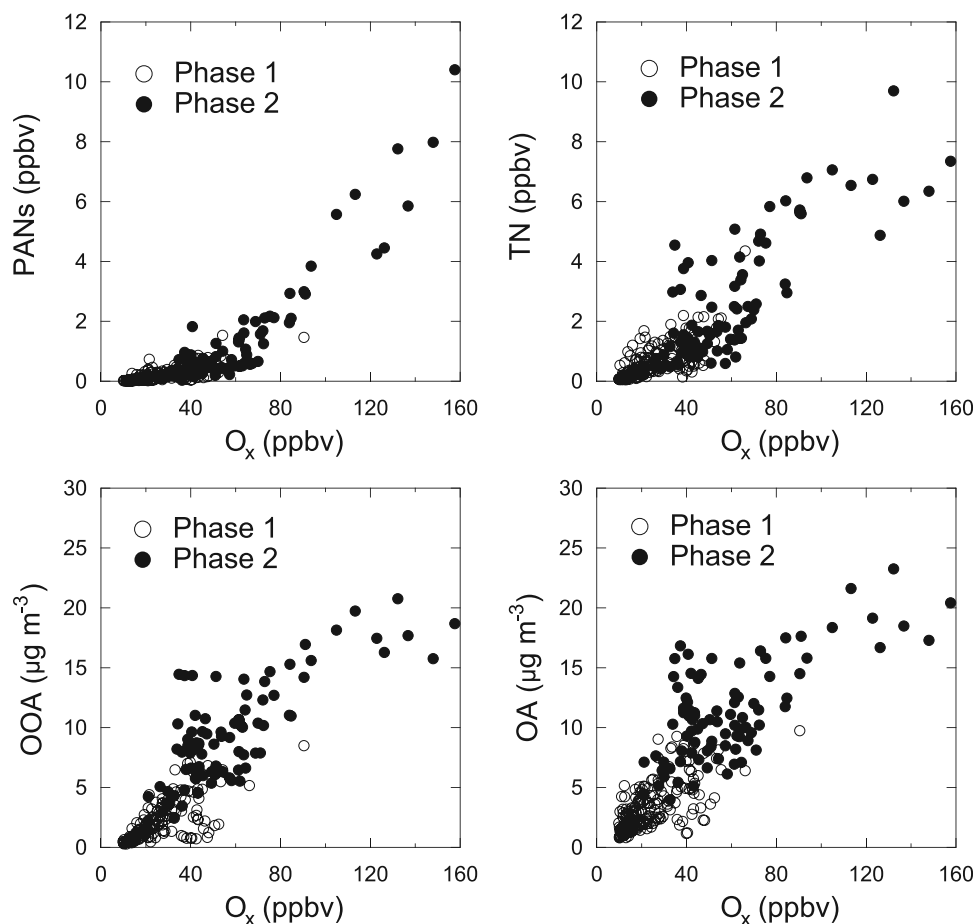 12
10
8
6
4
2
0
PANs (ppbv)
Phase 1
Phase 2
0 40 80 120 160
Oₓ (ppbv)
12
10
8
6
4
2
0
TN (ppbv)
Phase 1
Phase 2
0 40 80 120 160
Oₓ (ppbv)
30
25
20
15
10
5
0
OOA (µg m⁻³)
Phase 1
Phase 2
0 40 80 120 160
Oₓ (ppbv)
30
25
20
15
10
5
0
OA (µg m⁻³)
Phase 1
Phase 2
0 40 80 120 160
Oₓ (ppbv)